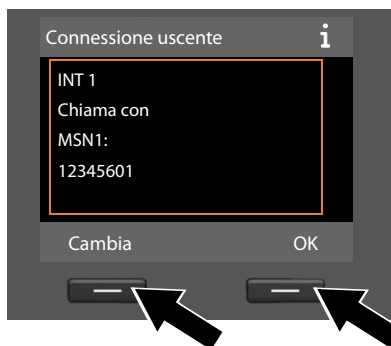 Connessione uscente i
INT 1
Chiama con
MSN1:
12345601
Cambia OK